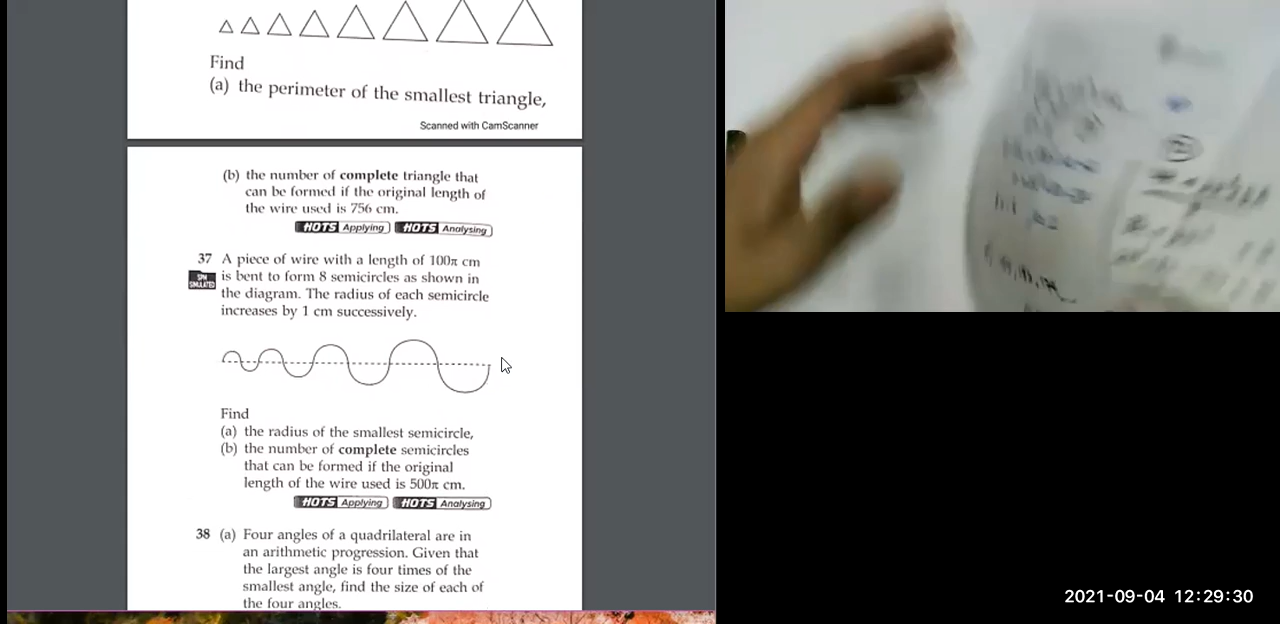 Find
(a) the perimeter of the smallest triangle,
Scanned with CamScanner
(b) the number of complete triangle that
can be formed if the original length of
the wire used is 756 cm.
HOTS Applying HOTS Analysing
37 A piece of wire with a length of 100π cm
SPM SIMULATED is bent to form 8 semicircles as shown in
the diagram. The radius of each semicircle
increases by 1 cm successively.
Find
(a) the radius of the smallest semicircle,
(b) the number of complete semicircles
that can be formed if the original
length of the wire used is 500π cm.
HOTS Applying HOTS Analysing
38 (a) Four angles of a quadrilateral are in
an arithmetic progression. Given that
the largest angle is four times of the
smallest angle, find the size of each of
the four angles.
2021-09-04 12:29:30